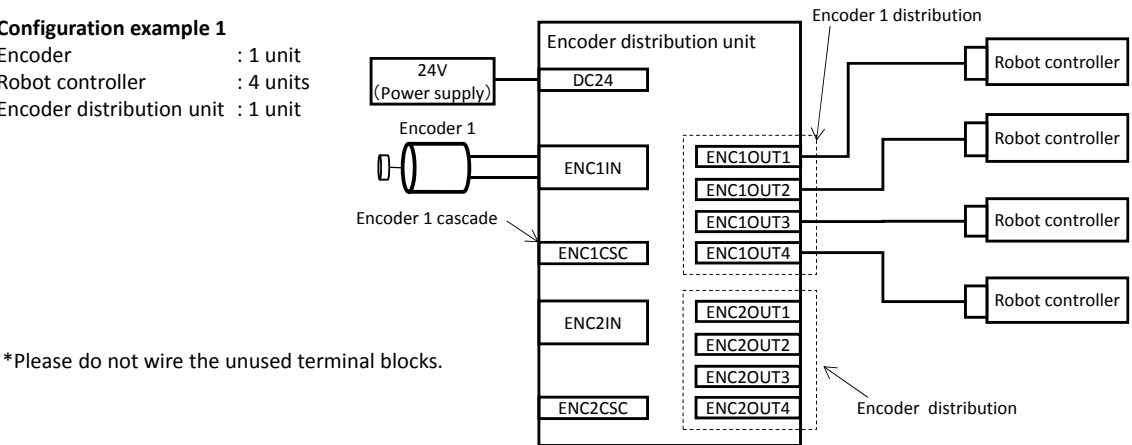 Configuration example 1
Encoder : 1 unit
Robot controller : 4 units
Encoder distribution unit : 1 unit
Encoder 1 distribution
Encoder distribution unit
24V
(Power supply)
DC24
Robot controller
Encoder 1
ENC1IN
ENC1OUT1
Robot controller
ENC1OUT2
Encoder 1 cascade
ENC1OUT3
Robot controller
ENC1CSC
ENC1OUT4
Robot controller
ENC2IN
ENC2OUT1
ENC2OUT2
*Please do not wire the unused terminal blocks.
ENC2OUT3
ENC2CSC
ENC2OUT4
Encoder distribution